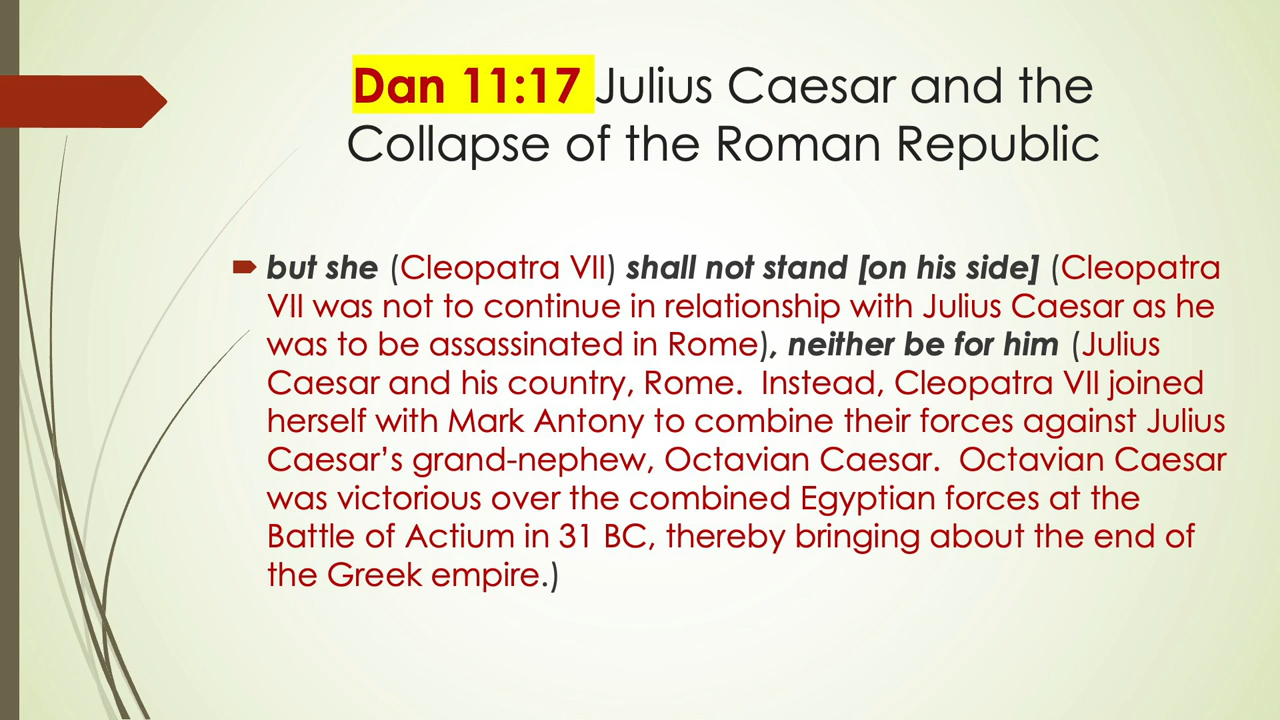 Dan 11:17 Julius Caesar and the
Collapse of the Roman Republic
but she (Cleopatra VII) shall not stand [on his side] (Cleopatra
VII was not to continue in relationship with Julius Caesar as he
was to be assassinated in Rome), neither be for him (Julius
Caesar and his country, Rome.  Instead, Cleopatra VII joined
herself with Mark Antony to combine their forces against Julius
Caesar’s grand-nephew, Octavian Caesar.  Octavian Caesar
was victorious over the combined Egyptian forces at the
Battle of Actium in 31 BC, thereby bringing about the end of
the Greek empire.)